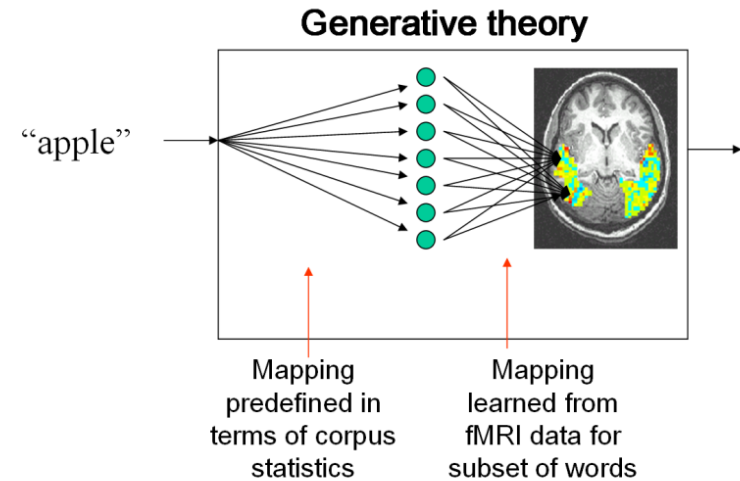 Generative theory
“apple”
Mapping
predefined in
terms of corpus
statistics
Mapping
learned from
fMRI data for
subset of words